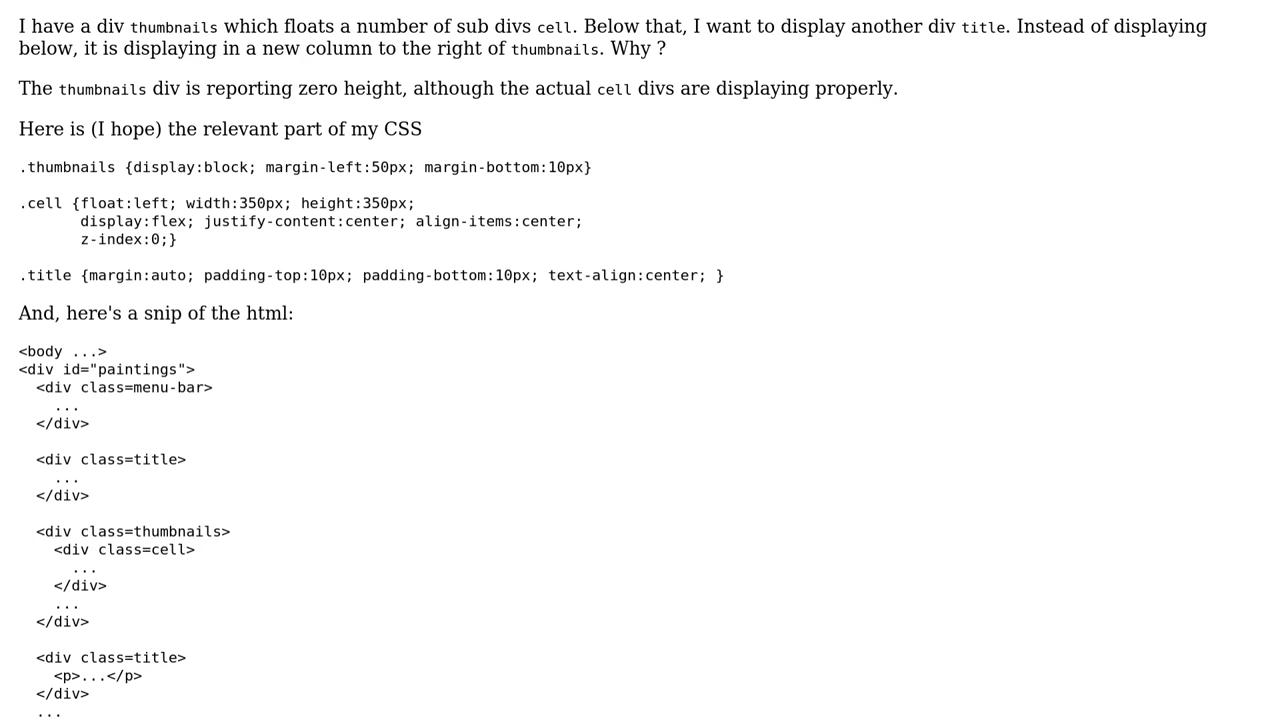 I have a div thumbnails which floats a number of sub divs cell. Below that, I want to display another div title. Instead of displaying
below, it is displaying in a new column to the right of thumbnails. Why ?
The thumbnails div is reporting zero height, although the actual cell divs are displaying properly.
Here is (I hope) the relevant part of my CSS
.thumbnails {display:block; margin-left:50px; margin-bottom:10px}
.cell {float:left; width:350px; height:350px;
       display:flex; justify-content:center; align-items:center;
       z-index:0;}
.title {margin:auto; padding-top:10px; padding-bottom:10px; text-align:center; }
And, here's a snip of the html:
<body ...>
<div id="paintings">
  <div class=menu-bar>
    ...
  </div>
  <div class=title>
    ...
  </div>
  <div class=thumbnails>
    <div class=cell>
      ...
    </div>
    ...
  </div>
  <div class=title>
    <p>...</p>
  </div>
  ...